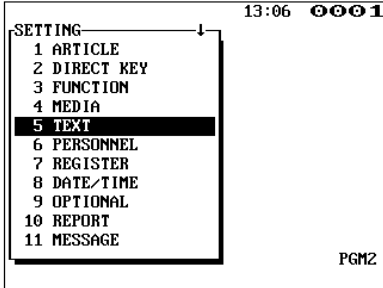 13:06 0001
SETTING ↓
1 ARTICLE
2 DIRECT KEY
3 FUNCTION
4 MEDIA
5 TEXT
6 PERSONNEL
7 REGISTER
8 DATE/TIME
9 OPTIONAL
10 REPORT
11 MESSAGE
PGM2